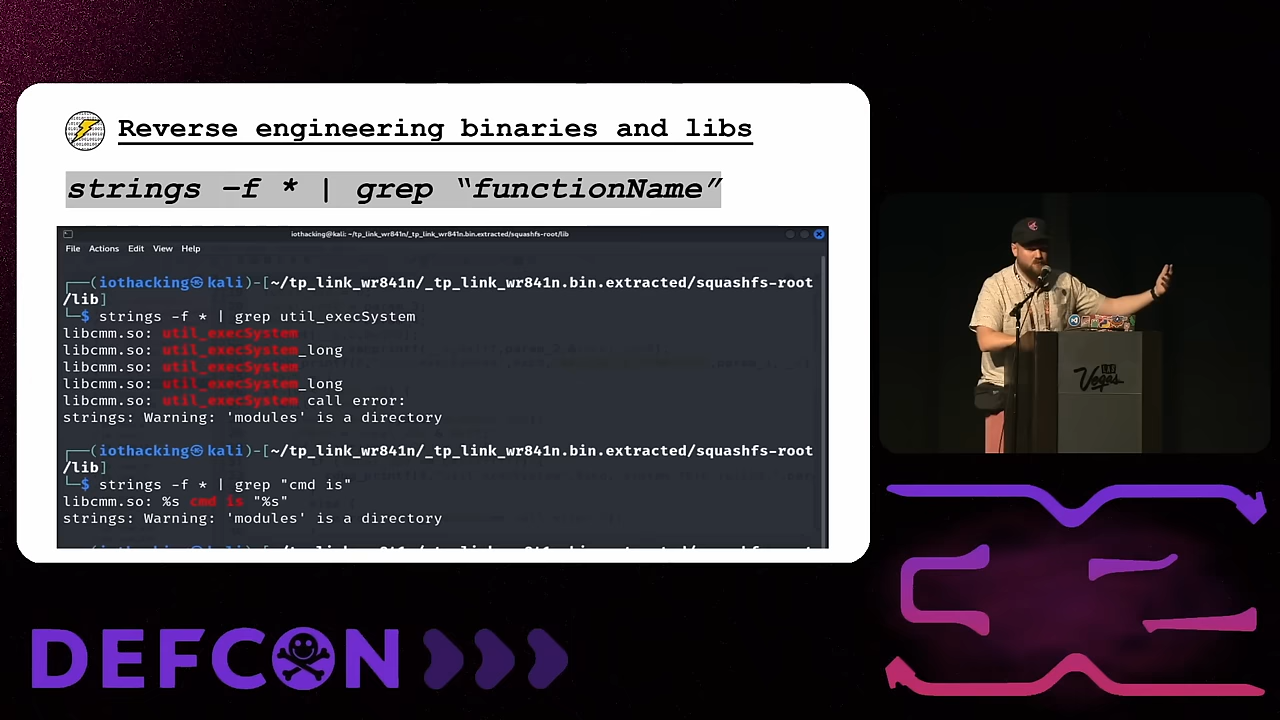 Reverse engineering binaries and libs
strings -f * | grep “functionName”
iothacking@kali: ~/tp_link_wr841n/_tp_link_wr841n.bin.extracted/squashfs-root/lib
File Actions Edit View Help
┌──(iothacking㉿kali)-[~/tp_link_wr841n/_tp_link_wr841n.bin.extracted/squashfs-root
/lib]
└─$ strings -f * | grep util_execSystem
libcmm.so: util_execSystem
libcmm.so: util_execSystem_long
libcmm.so: util_execSystem
libcmm.so: util_execSystem_long
libcmm.so: util_execSystem call error:
strings: Warning: 'modules' is a directory
┌──(iothacking㉿kali)-[~/tp_link_wr841n/_tp_link_wr841n.bin.extracted/squashfs-root
/lib]
└─$ strings -f * | grep "cmd is"
libcmm.so: %s cmd is "%s"
strings: Warning: 'modules' is a directory
LAS
Vegas
DEFCON